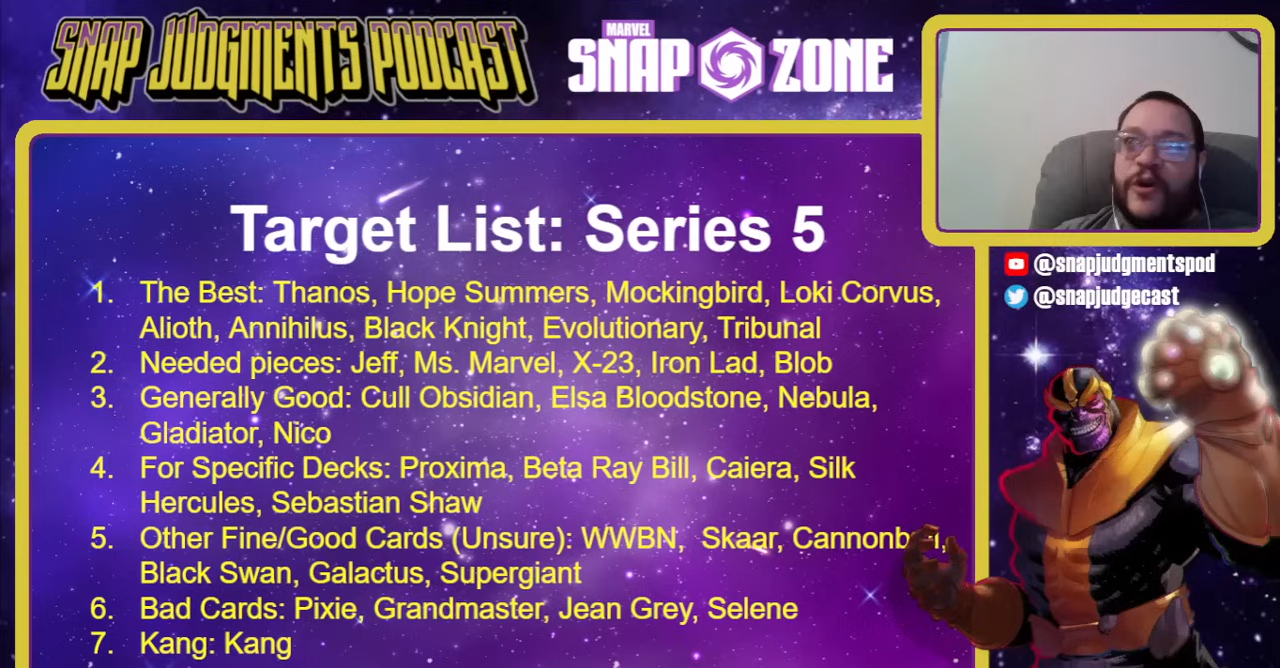 SNAP JUDGMENTS PODCAST
MARVEL
SNAP ZONE
Target List: Series 5
1. The Best: Thanos, Hope Summers, Mockingbird, Loki Corvus,
Alioth, Annihilus, Black Knight, Evolutionary, Tribunal
2. Needed pieces: Jeff, Ms. Marvel, X-23, Iron Lad, Blob
3. Generally Good: Cull Obsidian, Elsa Bloodstone, Nebula,
Gladiator, Nico
4. For Specific Decks: Proxima, Beta Ray Bill, Caiera, Silk
Hercules, Sebastian Shaw
5. Other Fine/Good Cards (Unsure): WWBN, Skaar,
Black Swan, Galactus, Supergiant
6. Bad Cards: Pixie, Grandmaster, Jean Grey, Selene
7. Kang: Kang
@snapjudgmentspod
@snapjudgecast